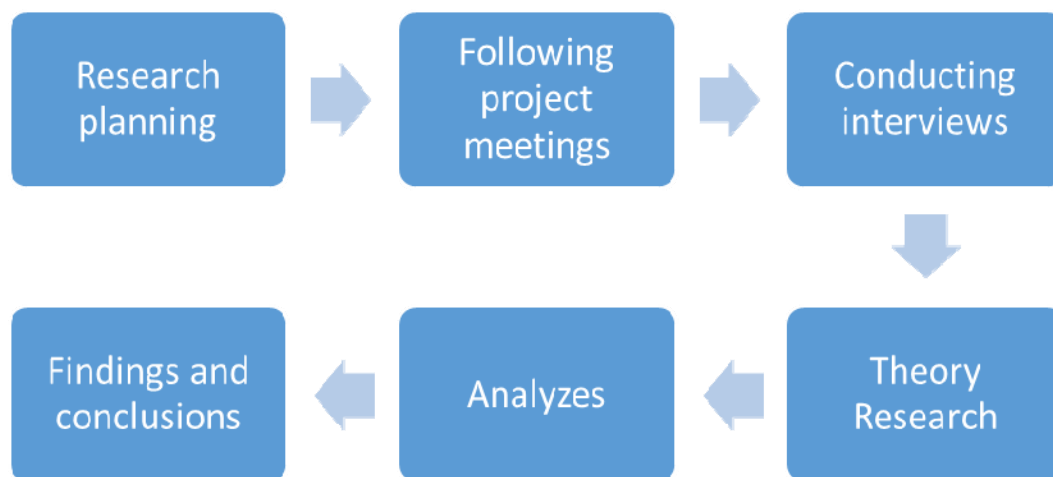 Research
planning
Following
project
meetings
Conducting
interviews
Theory
Research
Analyzes
Findings and
conclusions